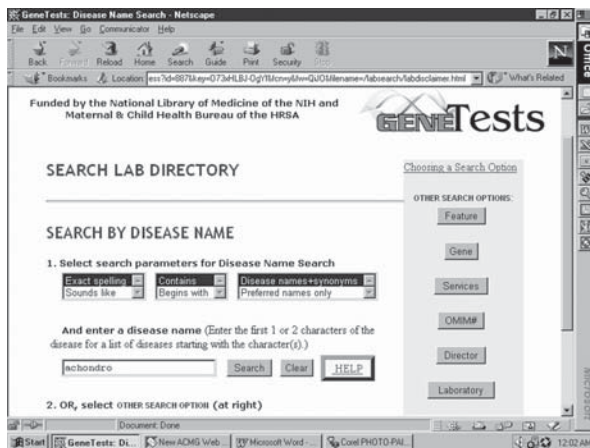 GeneTests: Disease Name Search - Netscape
File Edit View Go Communicator Help
Back Forward Reload Home Search Guide Print Security Stop
Bookmarks Location: What's Related
Funded by the National Library of Medicine of the NIH and
Maternal & Child Health Bureau of the HRSA
GENETests
SEARCH LAB DIRECTORY
Choosing a Search Option
OTHER SEARCH OPTIONS:
Feature
Gene
Services
OMIM#
Director
Laboratory
SEARCH BY DISEASE NAME
1. Select search parameters for Disease Name Search
Exact spelling Contains Disease names+synonyms
Sounds like Begins with Preferred names only
And enter a disease name (Enter the first 1 or 2 characters of the
disease for a list of diseases starting with the character(s).)
achondro Search Clear HELP
2. OR, select OTHER SEARCH OPTION (at right)
Document: Done
Start GeneTests: Di... New ACMG Web ... Microsoft Word - ... Corel PHOTO-PAI... 12:02 AM
Office
Microsoft